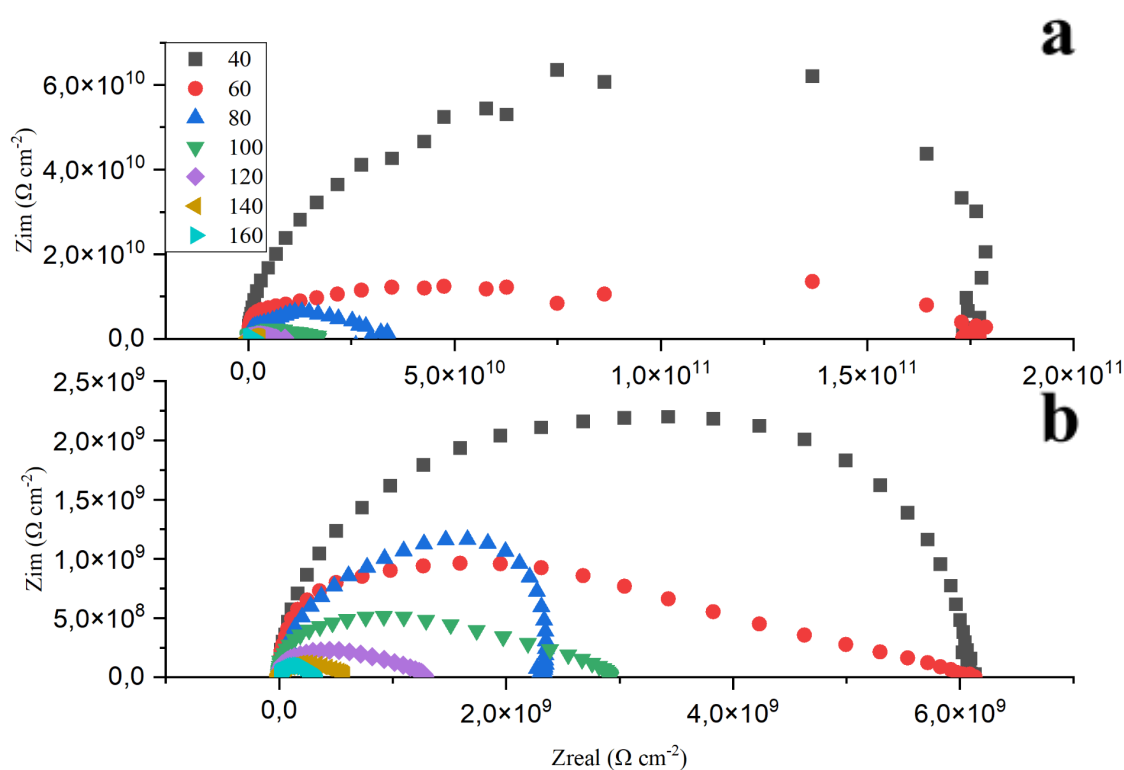 a
40
60
80
100
120
140
160
6,0×10¹⁰
4,0×10¹⁰
2,0×10¹⁰
0,0
Zim (Ω cm⁻²)
0,0 5,0×10¹⁰ 1,0×10¹¹ 1,5×10¹¹ 2,0×10¹¹
b
2,5×10⁹
2,0×10⁹
1,5×10⁹
1,0×10⁹
5,0×10⁸
0,0
Zim (Ω cm⁻²)
0,0 2,0×10⁹ 4,0×10⁹ 6,0×10⁹
Zreal (Ω cm⁻²)